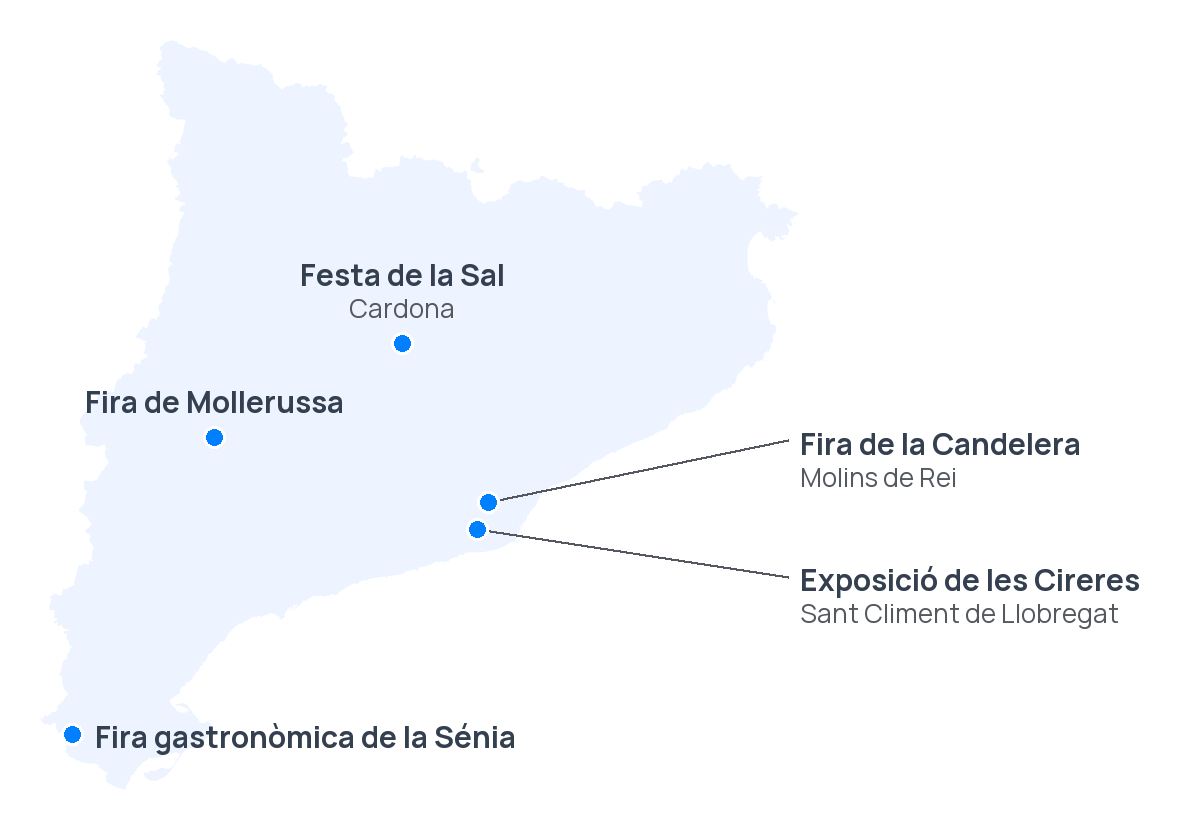 Festa de la Sal
Cardona
Fira de Mollerussa
Fira de la Candelera
Molins de Rei
Exposició de les Cireres
Sant Climent de Llobregat
Fira gastronòmica de la Sénia